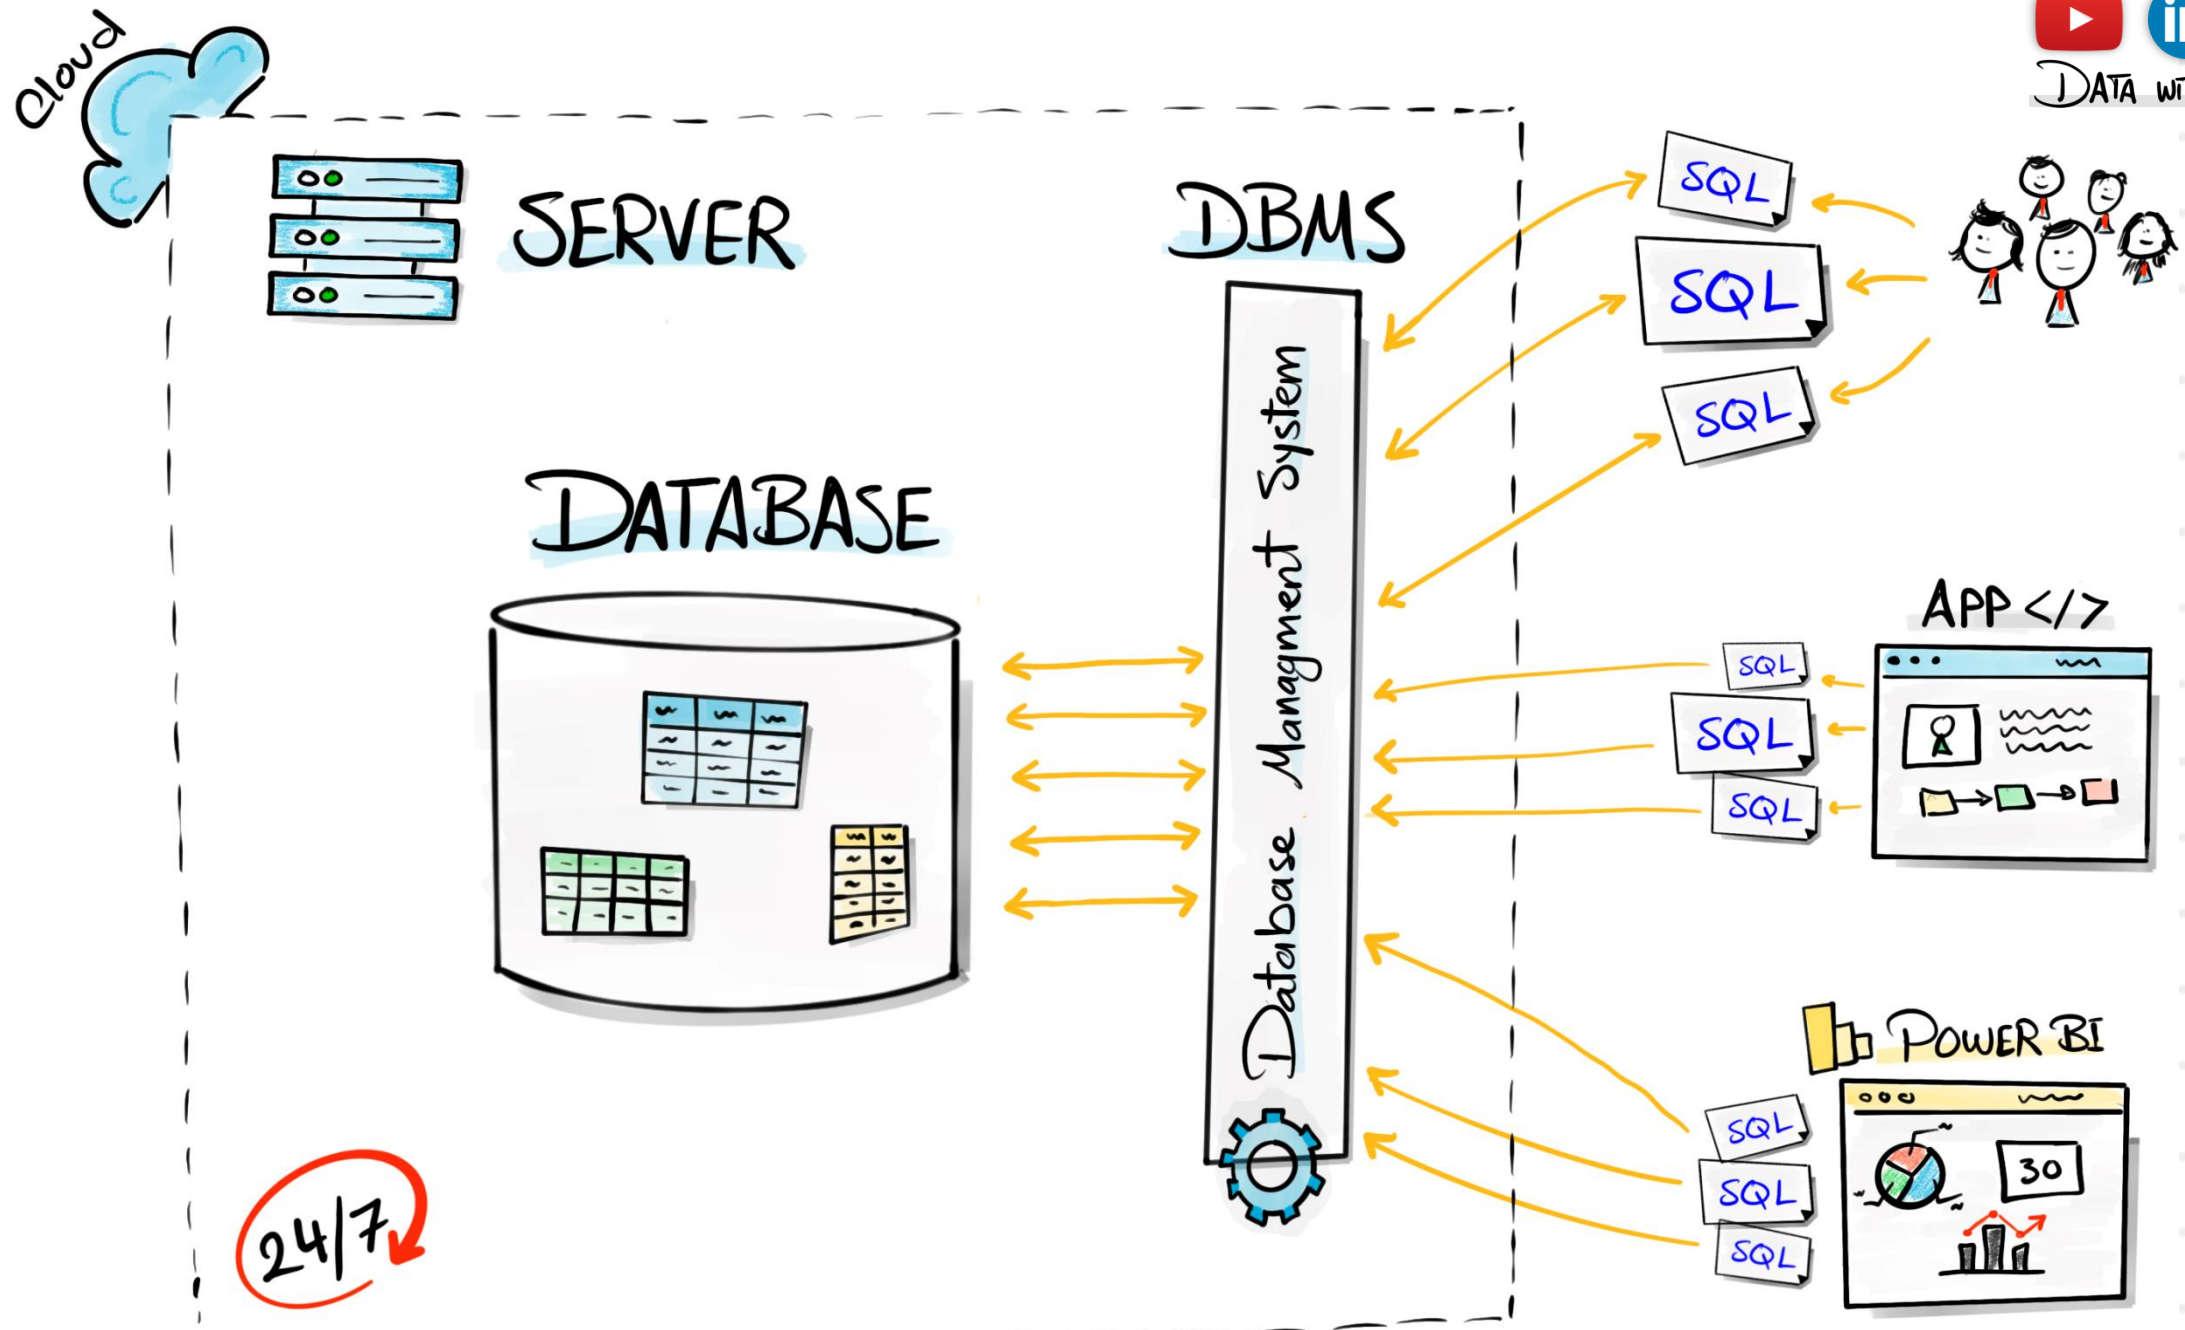 Cloud
in
DATA WI
SERVER
DBMS
SQL
SQL
SQL
DATABASE
Database Managment System
APP </>
SQL
SQL
SQL
POWER BI
SQL
SQL
SQL
30
24/7